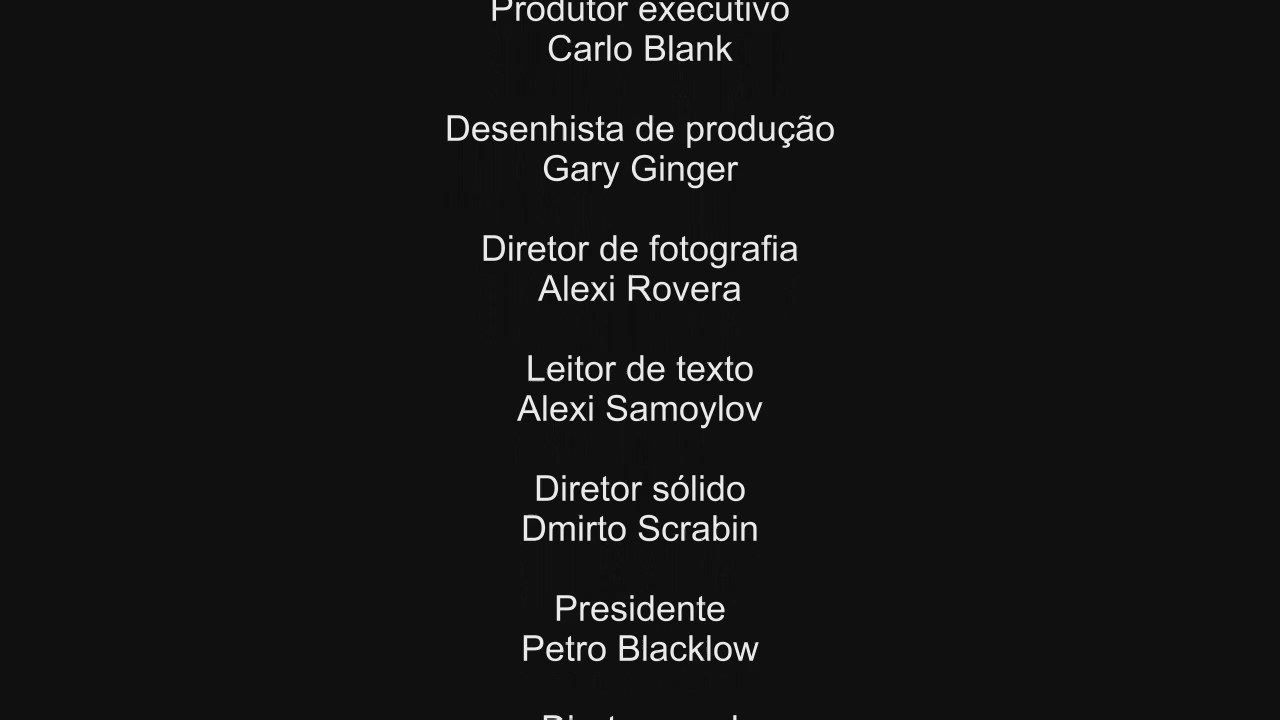 Produtor executivo
Carlo Blank
Desenhista de produção
Gary Ginger
Diretor de fotografia
Alexi Rovera
Leitor de texto
Alexi Samoylov
Diretor sólido
Dmirto Scrabin
Presidente
Petro Blacklow